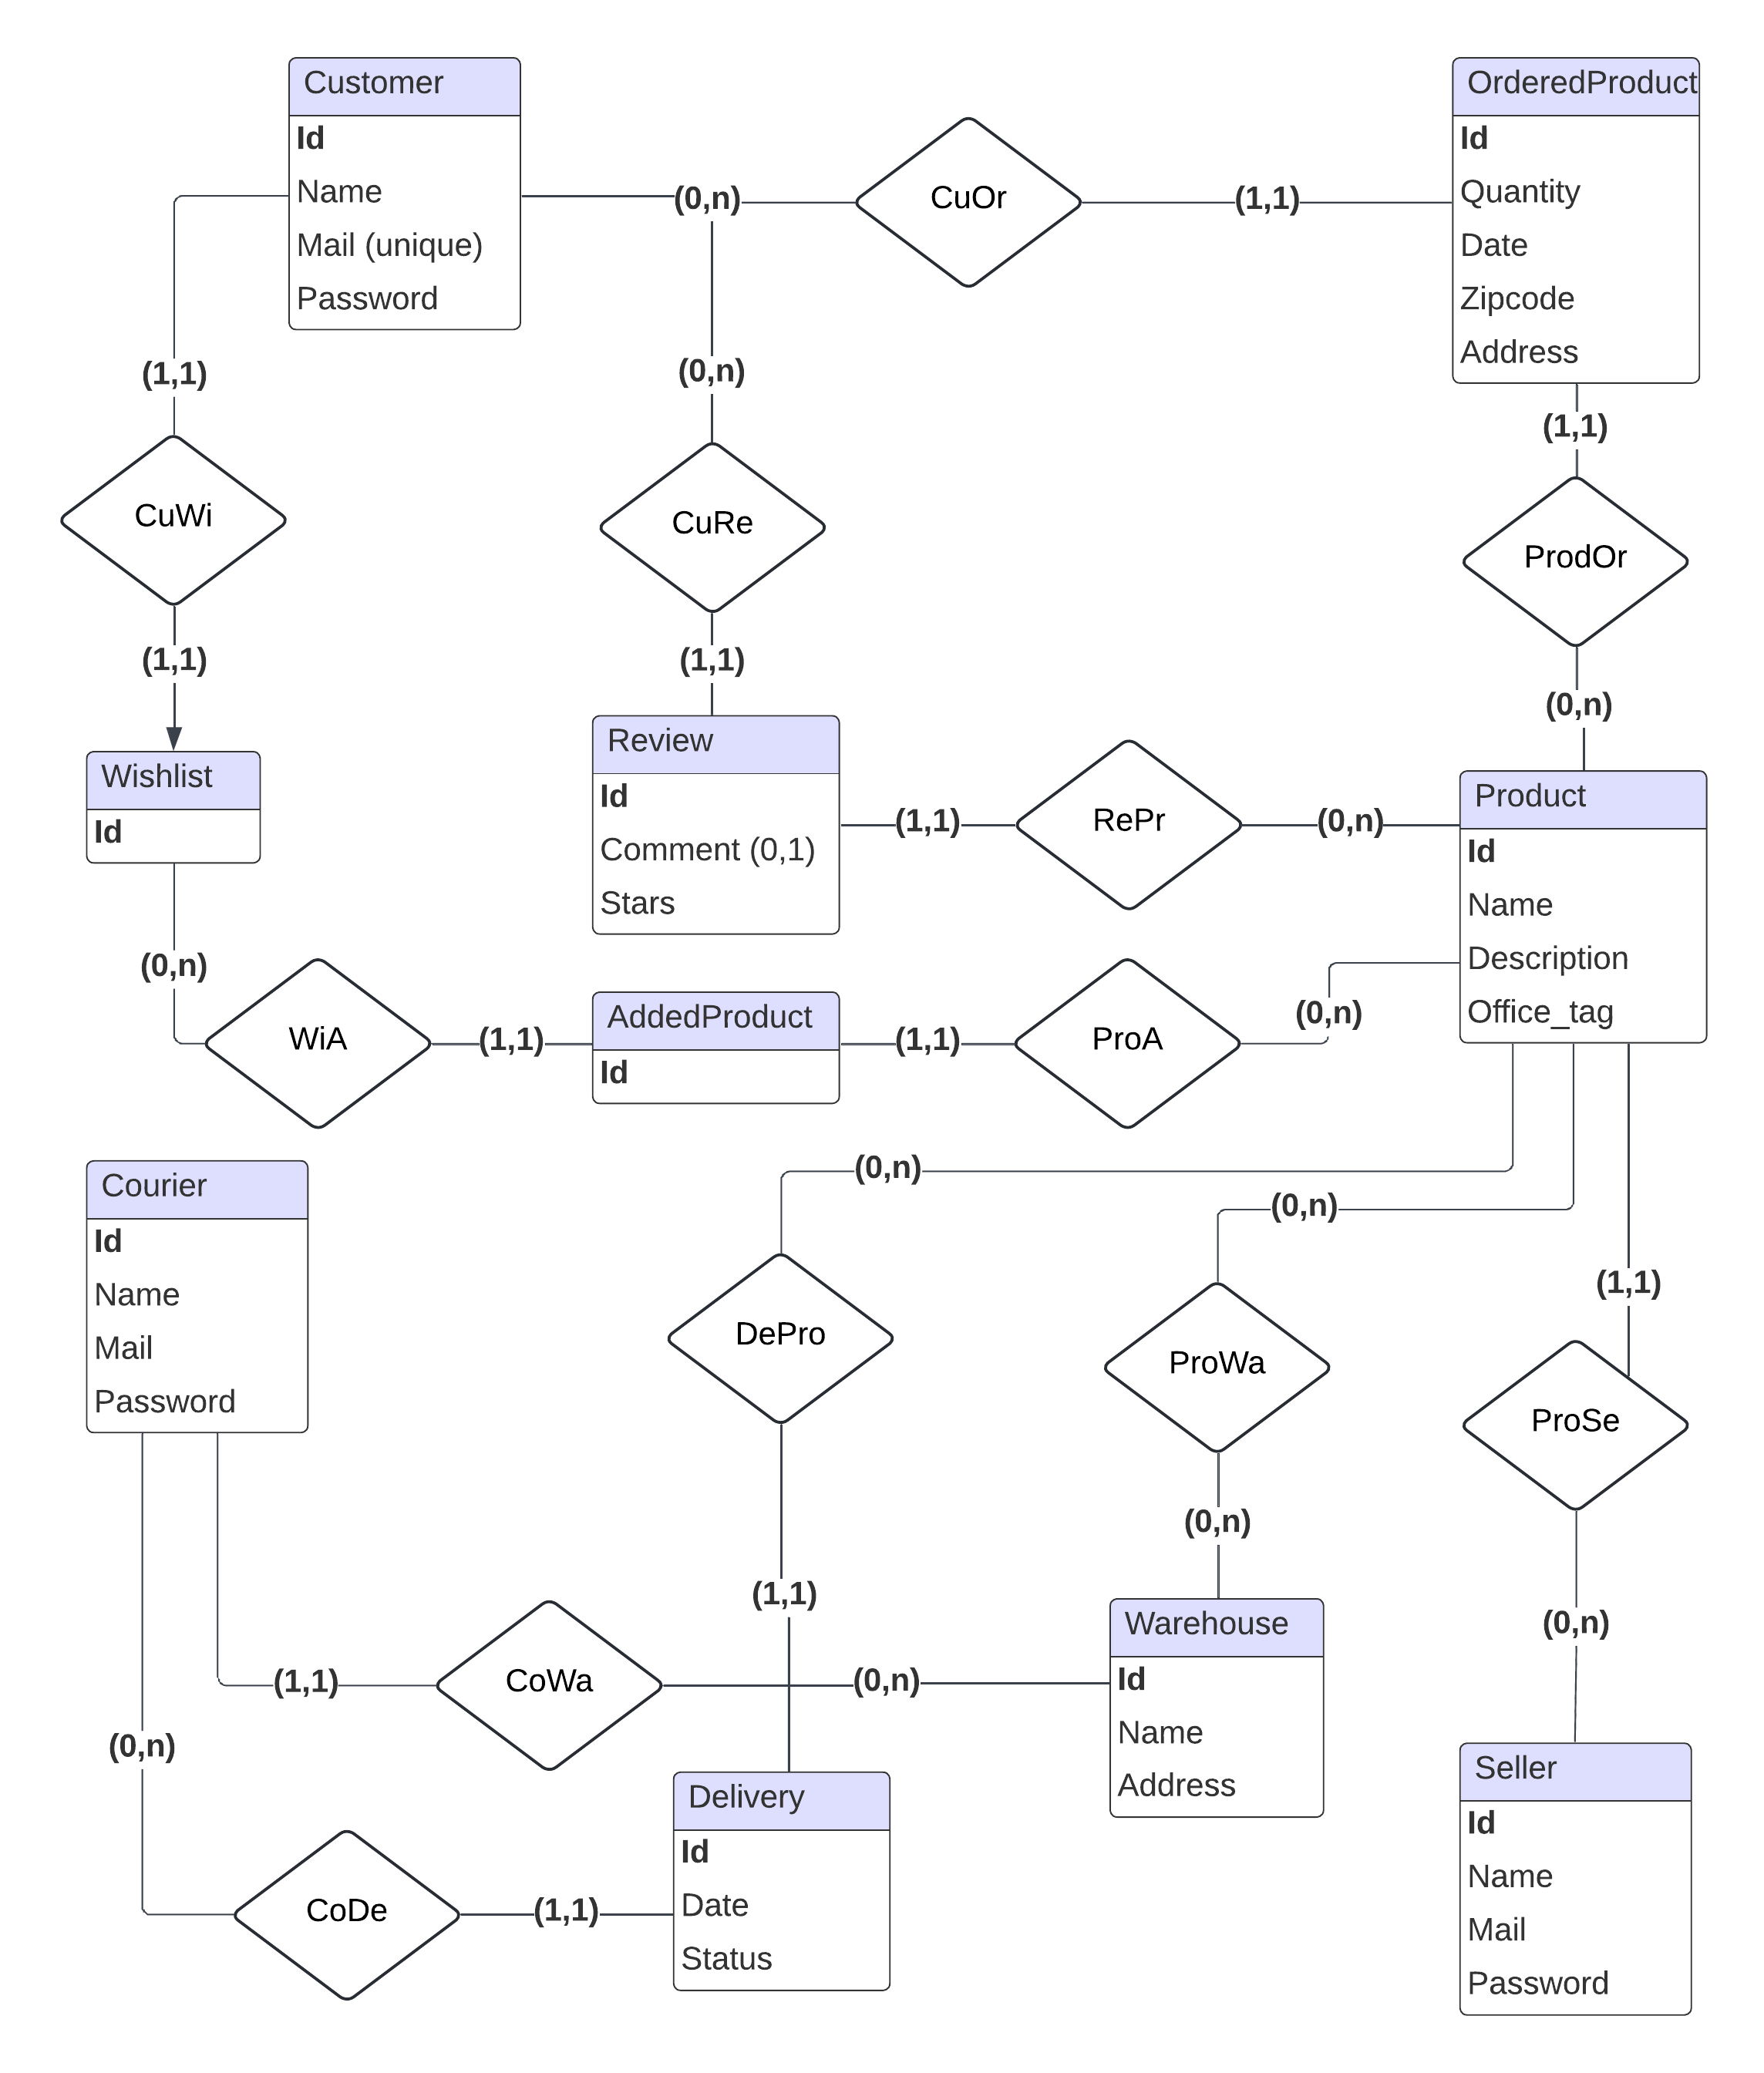 Customer
Id
Name
Mail (unique)
Password
OrderedProduct
Id
Quantity
Date
Zipcode
Address
(0,n)
CuOr
(1,1)
(1,1)
(0,n)
(1,1)
CuWi
CuRe
ProdOr
(1,1)
(1,1)
(0,n)
Wishlist
Id
Review
Id
Comment (0,1)
Stars
(1,1)
RePr
(0,n)
Product
Id
Name
Description
Office_tag
(0,n)
WiA
(1,1)
AddedProduct
Id
(1,1)
ProA
(0,n)
Courier
Id
Name
Mail
Password
(0,n)
(0,n)
(1,1)
DePro
ProWa
ProSe
(0,n)
(1,1)
(0,n)
(1,1)
CoWa
(0,n)
Warehouse
Id
Name
Address
(0,n)
Delivery
Id
Date
Status
Seller
Id
Name
Mail
Password
CoDe
(1,1)